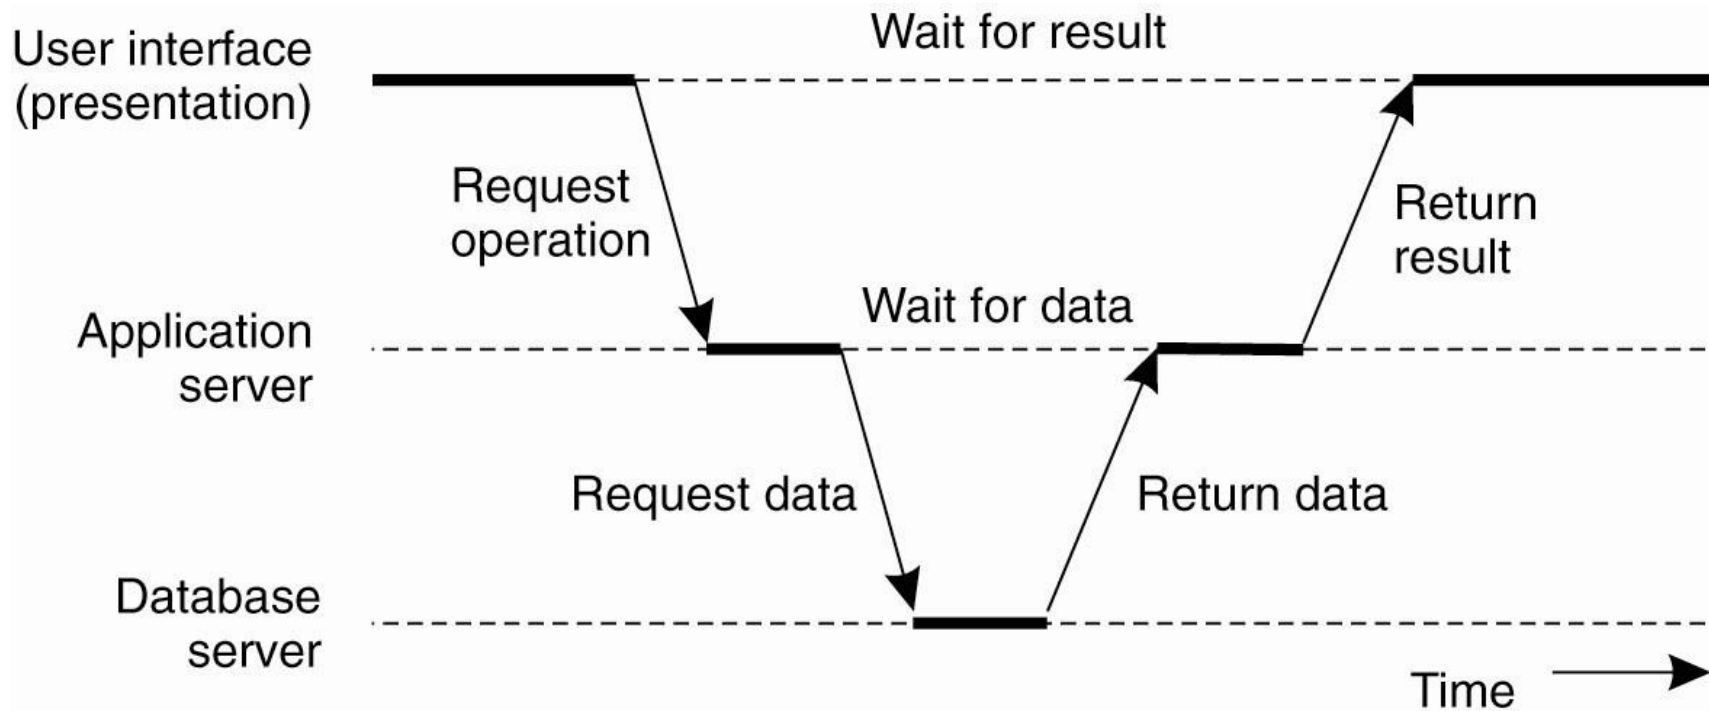 Wait for result
User interface
(presentation)
Request
operation
Return
result
Wait for data
Application
server
Request data
Return data
Database
server
Time